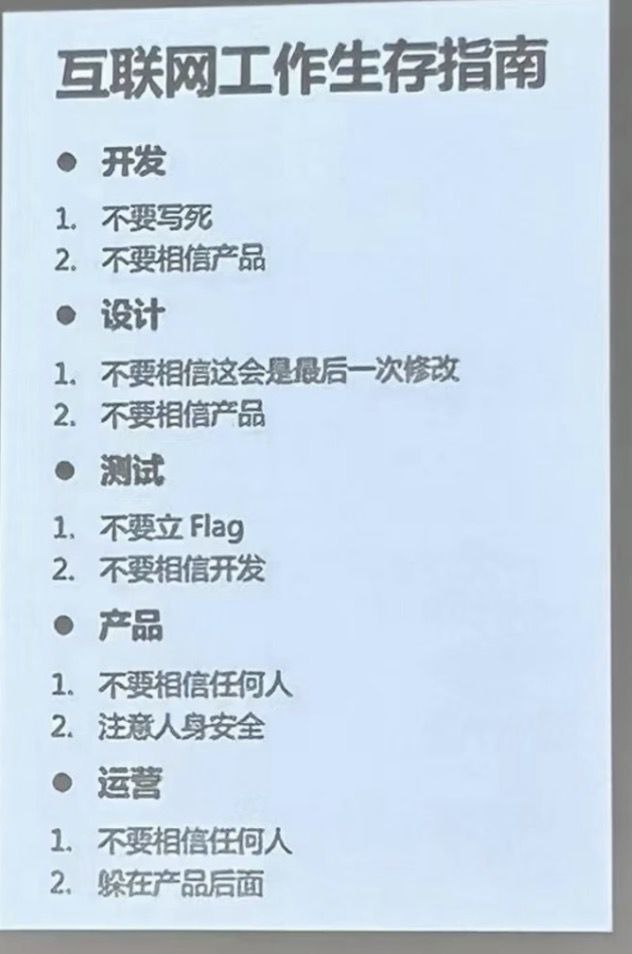 互联网工作生存指南
● 开发
1. 不要写死
2. 不要相信产品
● 设计
1. 不要相信这会是最后一次修改
2. 不要相信产品
● 测试
1. 不要立 Flag
2. 不要相信开发
● 产品
1. 不要相信任何人
2. 注意人身安全
● 运营
1. 不要相信任何人
2. 躲在产品后面